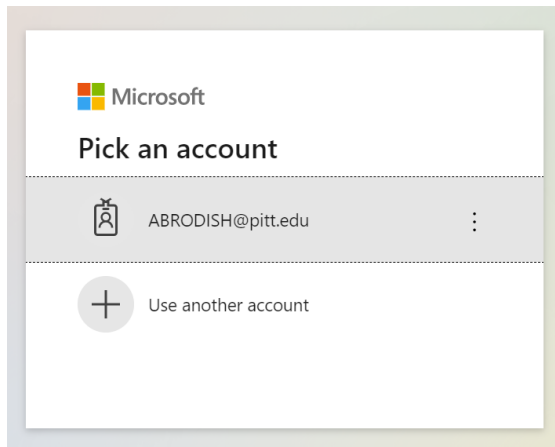 Microsoft
Pick an account
ABRODISH@pitt.edu
Use another account